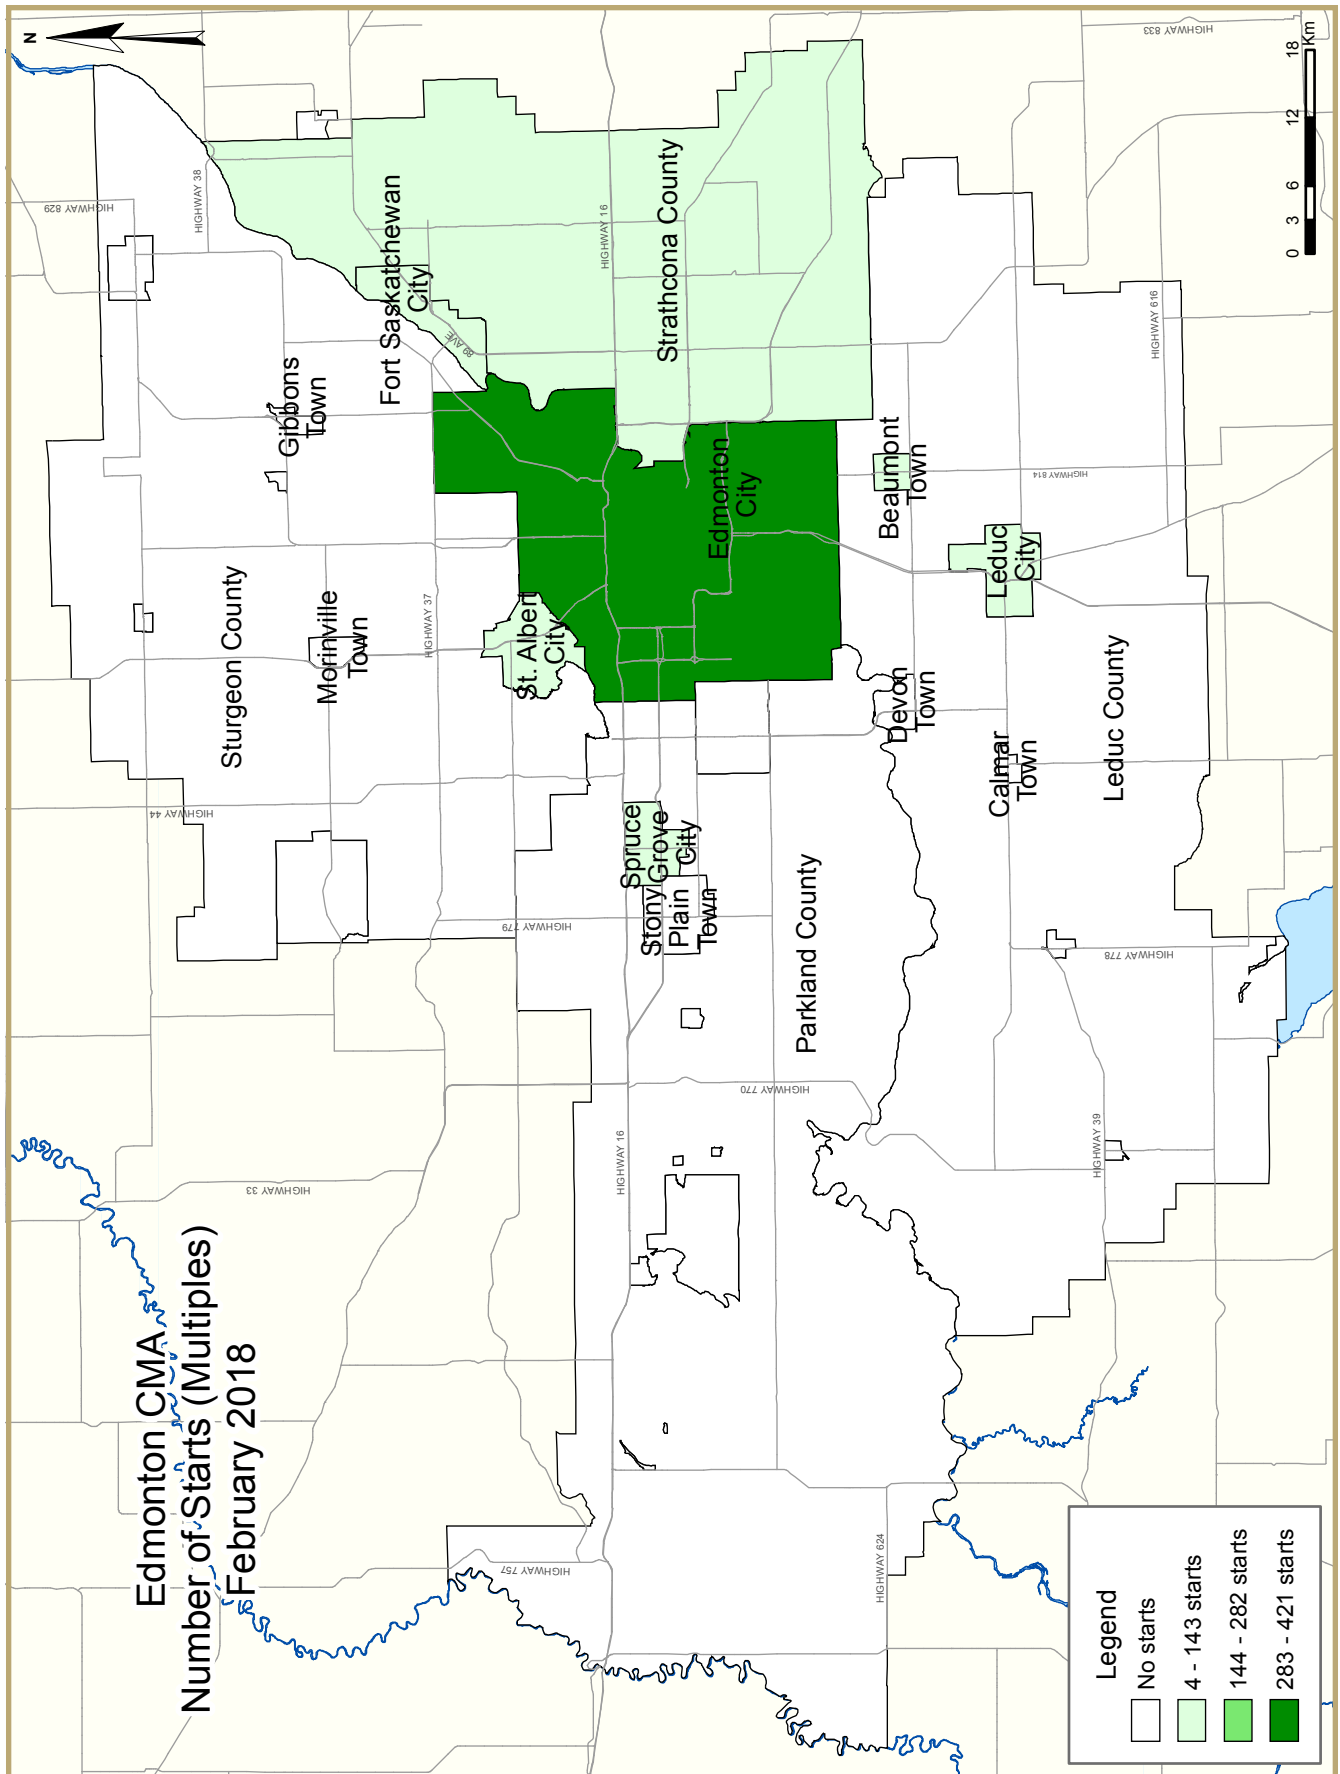 Edmonton CMA
Number of Starts (Multiples)
February 2018
N
HIGHWAY 757
HIGHWAY 33
HIGHWAY 44
HIGHWAY 779
HIGHWAY 37
HIGHWAY 829
HIGHWAY 38
HIGHWAY 833
Sturgeon County
Morinville
Town
Gibbons
Town
Fort Saskatchewan
City
89 AVE
St. Albert
City
HIGHWAY 16
HIGHWAY 16
Spruce
Grove
City
Stony
Plain
Town
Strathcona County
Edmonton
City
Parkland County
HIGHWAY 770
HIGHWAY 624
Devon
Town
Beaumont
Town
HIGHWAY 814
Leduc
City
Calmar
Town
Leduc County
HIGHWAY 39
HIGHWAY 778
HIGHWAY 616
Legend
No starts
4 - 143 starts
144 - 282 starts
283 - 421 starts
0 3 6 12 18
Km